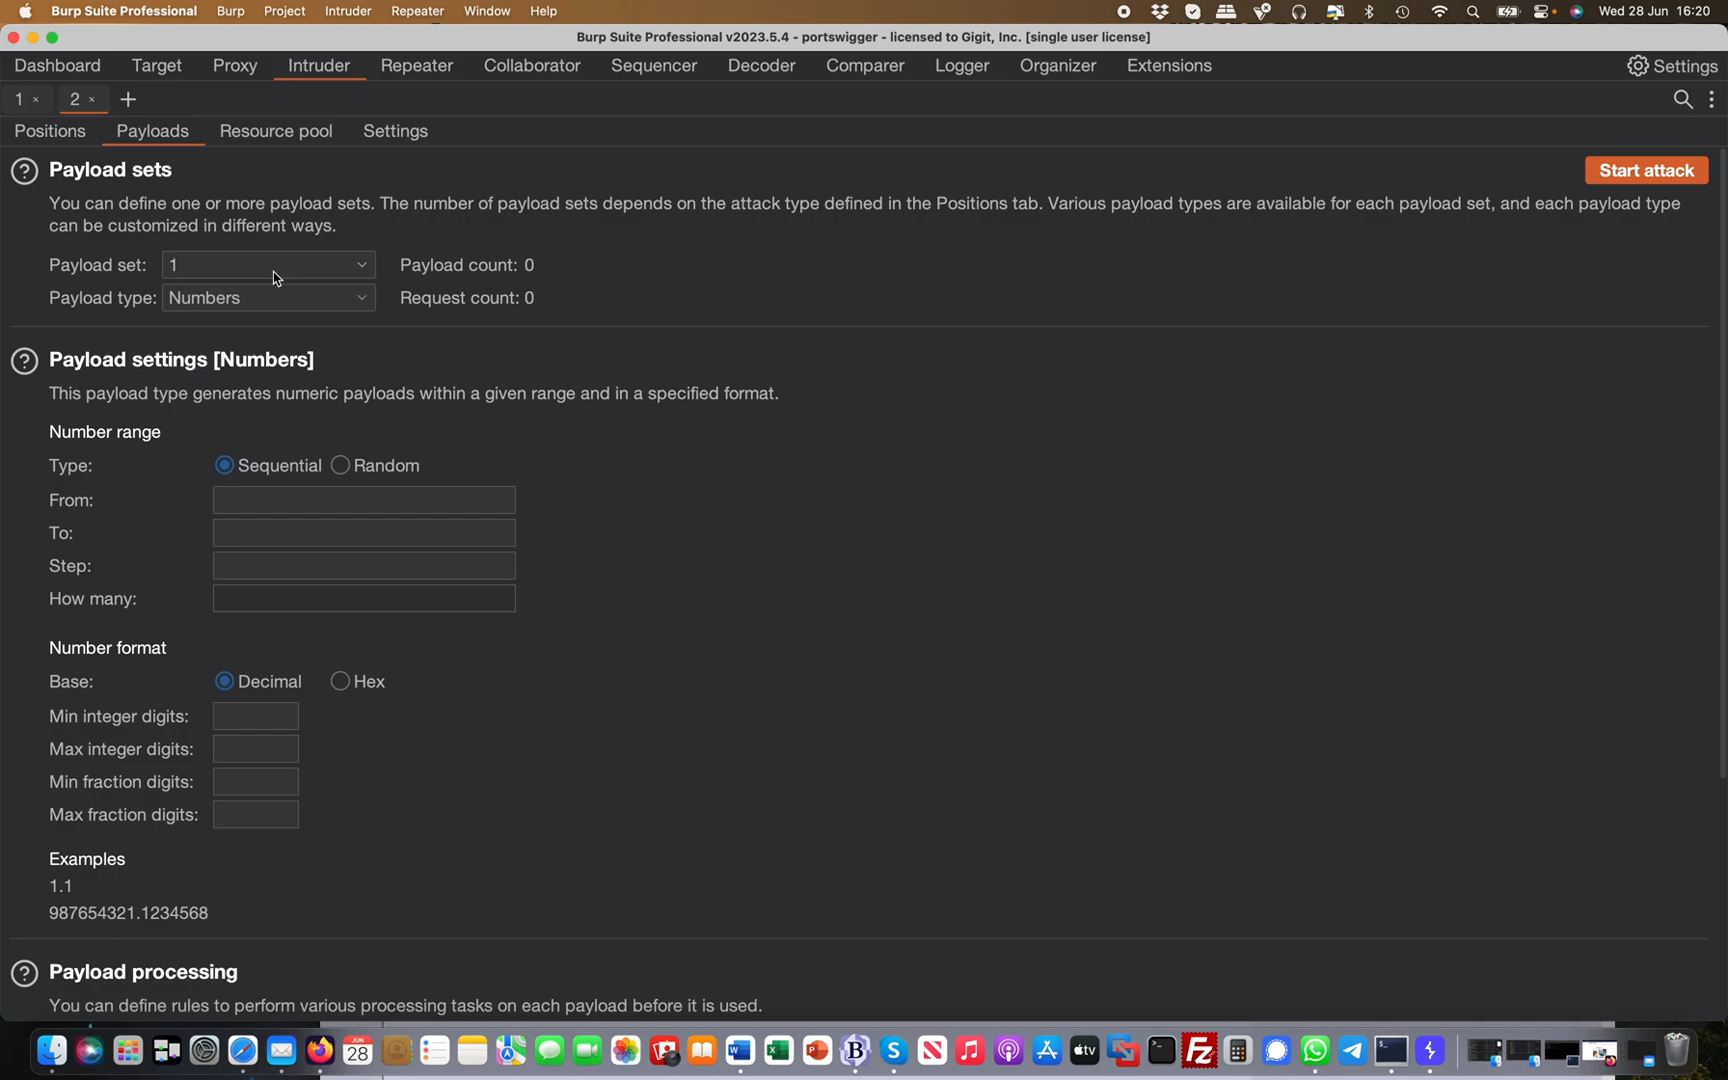 Burp Suite Professional Burp Project Intruder Repeater Window Help Wed 28 Jun 16:20
Burp Suite Professional v2023.5.4 - portswigger - licensed to Gigit, Inc. [single user license]
Dashboard Target Proxy Intruder Repeater Collaborator Sequencer Decoder Comparer Logger Organizer Extensions Settings
1 × 2 × +
Positions Payloads Resource pool Settings
? Payload sets Start attack
You can define one or more payload sets. The number of payload sets depends on the attack type defined in the Positions tab. Various payload types are available for each payload set, and each payload type
can be customized in different ways.
Payload set: 1 Payload count: 0
Payload type: Numbers Request count: 0
? Payload settings [Numbers]
This payload type generates numeric payloads within a given range and in a specified format.
Number range
Type: Sequential Random
From:
To:
Step:
How many:
Number format
Base: Decimal Hex
Min integer digits:
Max integer digits:
Min fraction digits:
Max fraction digits:
Examples
1.1
987654321.1234568
? Payload processing
You can define rules to perform various processing tasks on each payload before it is used.
JUN
28